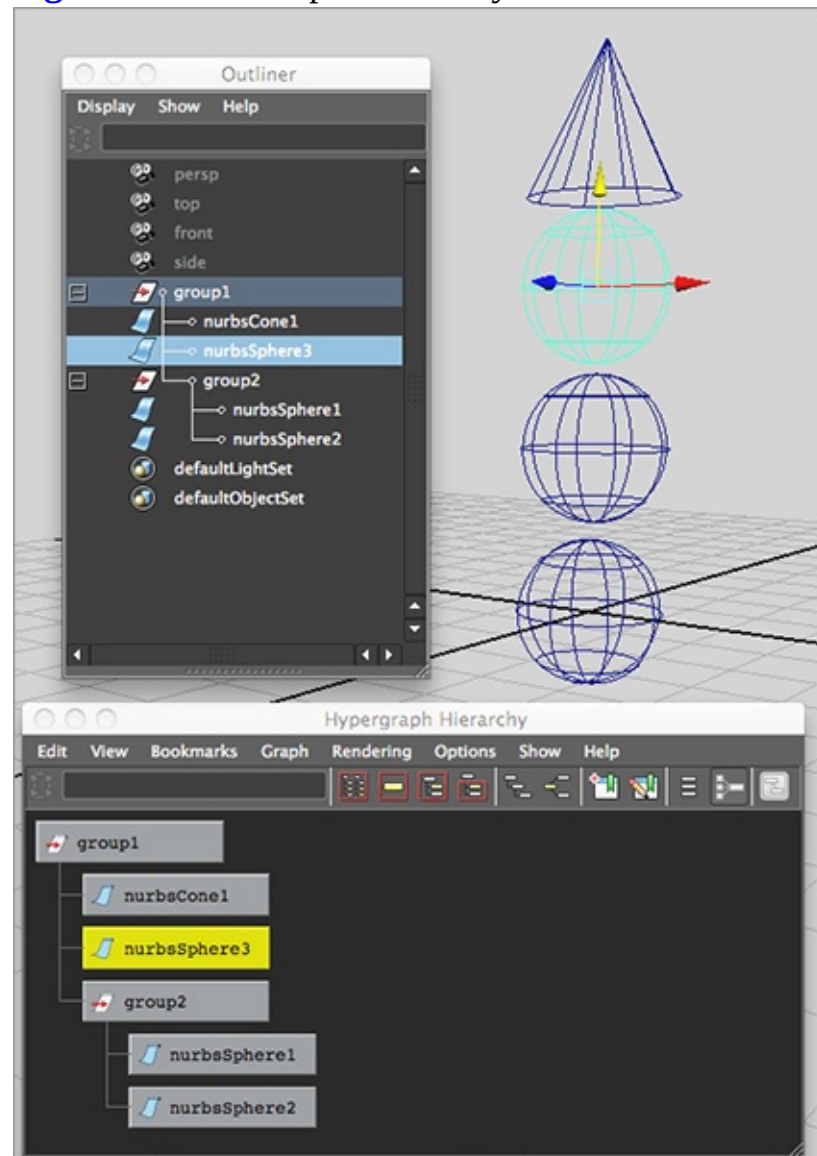 Outliner
Display Show Help
persp
top
front
side
group1
nurbsCone1
nurbsSphere3
group2
nurbsSphere1
nurbsSphere2
defaultLightSet
defaultObjectSet
Hypergraph Hierarchy
Edit View Bookmarks Graph Rendering Options Show Help
group1
nurbsCone1
nurbsSphere3
group2
nurbsSphere1
nurbsSphere2